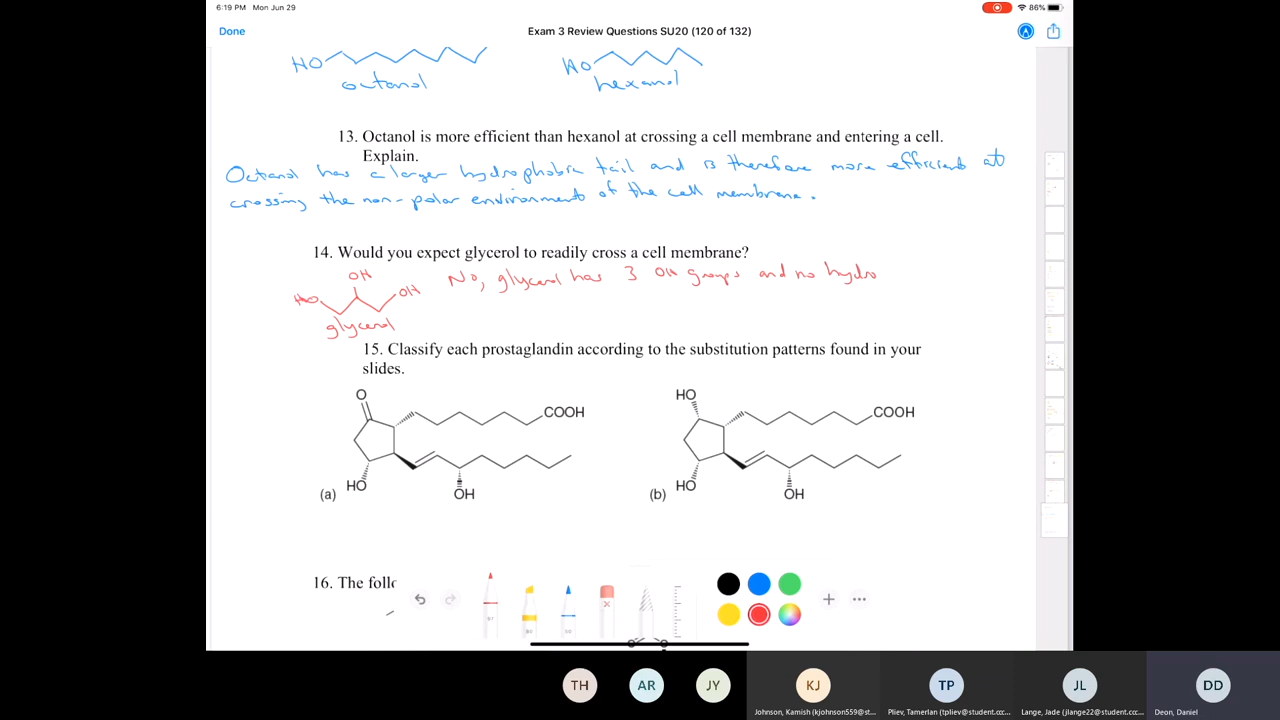 6:19 PM Mon Jun 29
86%
Done
Exam 3 Review Questions SU20 (120 of 132)
HO
octanol
HO
hexanol
13. Octanol is more efficient than hexanol at crossing a cell membrane and entering a cell.
Explain.
Octanol has a larger hydrophobic tail and is therefore more efficient at
crossing the non-polar environment of the cell membrane.
14. Would you expect glycerol to readily cross a cell membrane?
OH
HO
OH
glycerol
No, glycerol has 3 OH groups and no hydro
15. Classify each prostaglandin according to the substitution patterns found in your
slides.
O
COOH
HO
OH
(a)
HO
COOH
HO
OH
(b)
16. The follo
TH
AR
JY
KJ
TP
JL
DD
Johnson, Kamish (kjohnson559@st...
Pliev, Tamerlan (tpliev@student.ccc...
Lange, Jade (jlange22@student.ccc...
Deon, Daniel